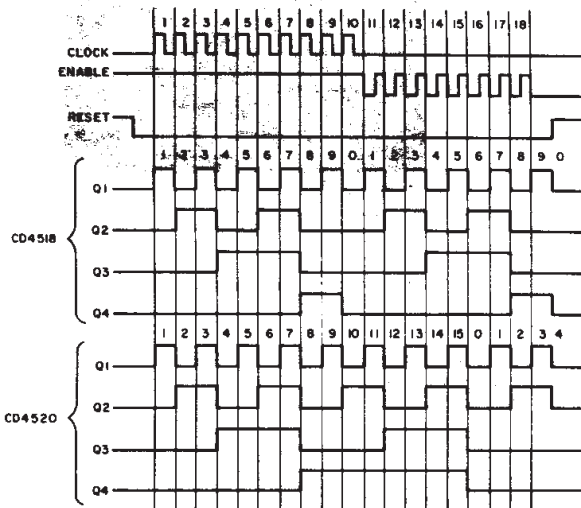 1 2 3 4 5 6 7 8 9 10 11 12 13 14 15 16 17 18
CLOCK
ENABLE
RESET
1 2 3 4 5 6 7 8 9 0 1 2 3 4 5 6 7 8 9 0
Q1
Q2
CD4518
Q3
Q4
1 2 3 4 5 6 7 8 9 10 11 12 13 14 15 0 1 2 3 4
Q1
Q2
CD4520
Q3
Q4